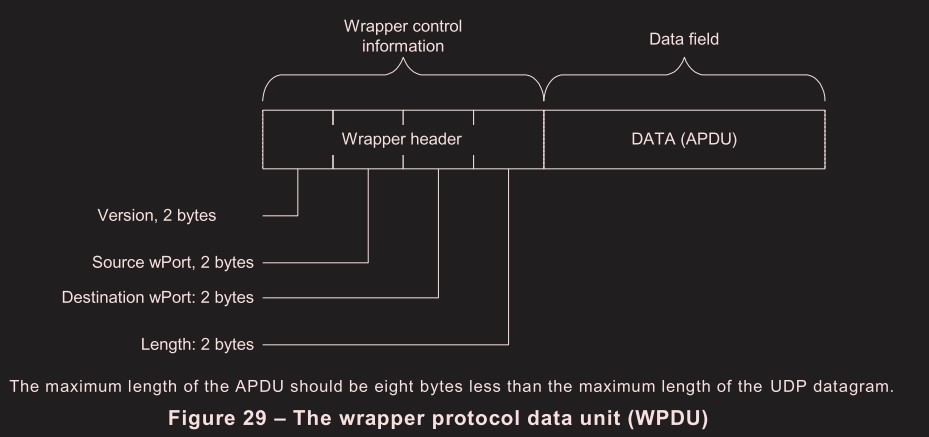 Wrapper control
information
Data field
Wrapper header
DATA (APDU)
Version, 2 bytes
Source wPort, 2 bytes
Destination wPort: 2 bytes
Length: 2 bytes
The maximum length of the APDU should be eight bytes less than the maximum length of the UDP datagram.
Figure 29 – The wrapper protocol data unit (WPDU)